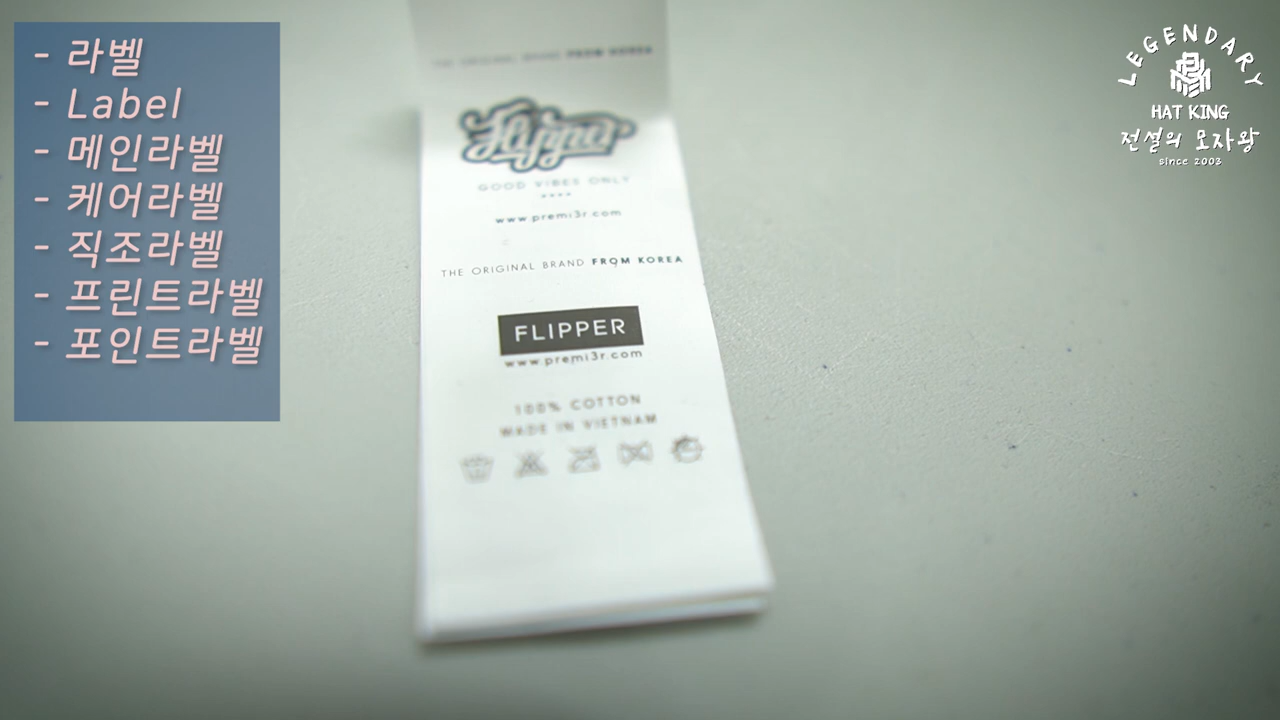 - 라벨
- Label
- 메인라벨
- 케어라벨
- 직조라벨
- 프린트라벨
- 포인트라벨
LEGENDARY
HAT KING
전설의 모자왕
since 2003
THE ORIGINAL BRAND FROM KOREA
Flipper
GOOD VIBES ONLY
www.premi3r.com
THE ORIGINAL BRAND FROM KOREA
FLIPPER
www.premi3r.com
100% COTTON
MADE IN VIETNAM